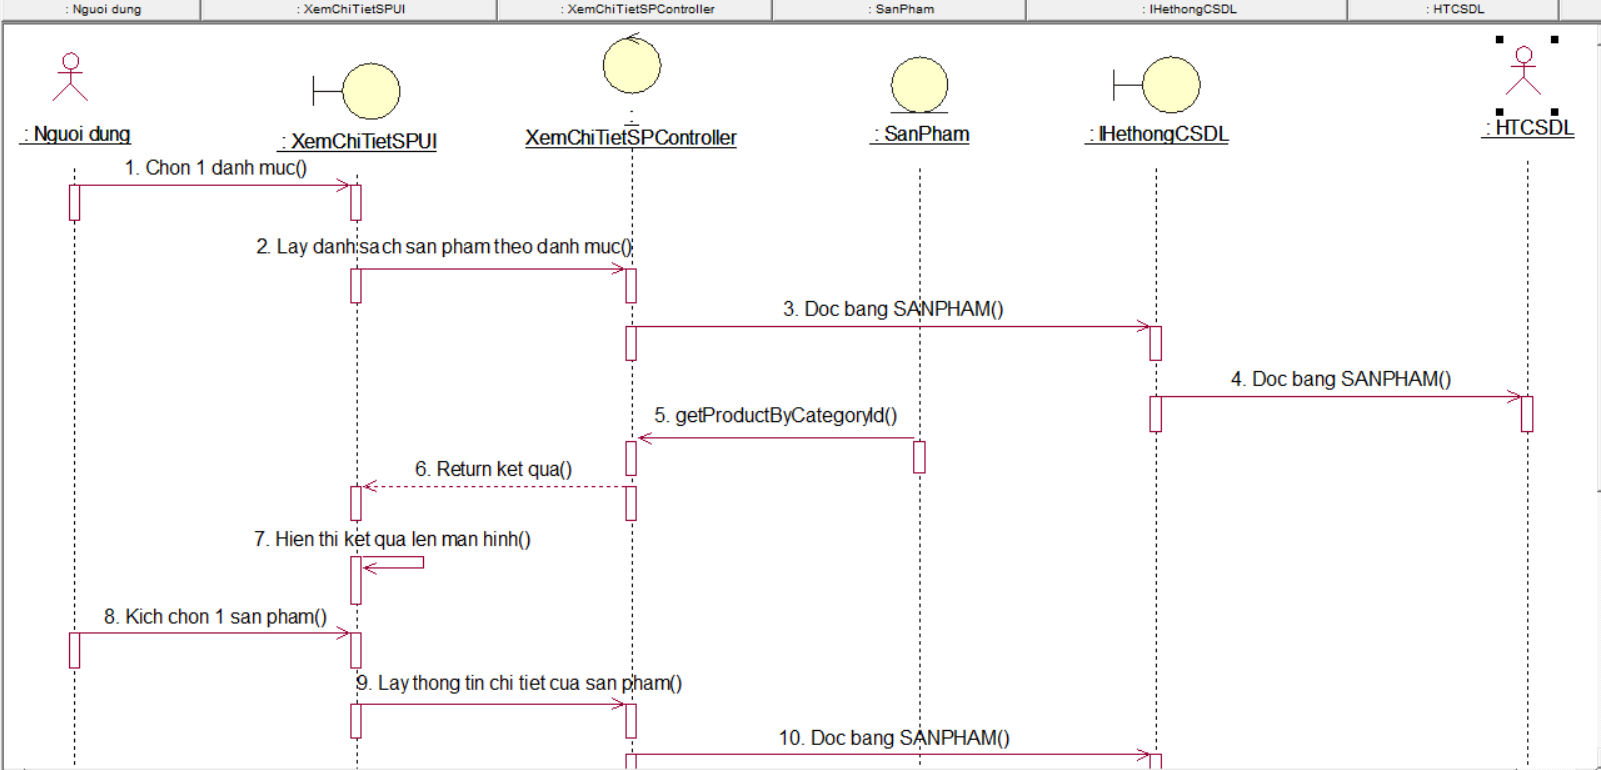 : Nguoi dung
: XemChiTietSPUI
: XemChiTietSPController
: SanPham
: IHethongCSDL
: HTCSDL
: Nguoi dung
: XemChiTietSPUI
:
XemChiTietSPController
: SanPham
: IHethongCSDL
: HTCSDL
1. Chon 1 danh muc()
2. Lay danh sach san pham theo danh muc()
3. Doc bang SANPHAM()
4. Doc bang SANPHAM()
5. getProductByCategoryId()
6. Return ket qua()
7. Hien thi ket qua len man hinh()
8. Kich chon 1 san pham()
9. Lay thong tin chi tiet cua san pham()
10. Doc bang SANPHAM()